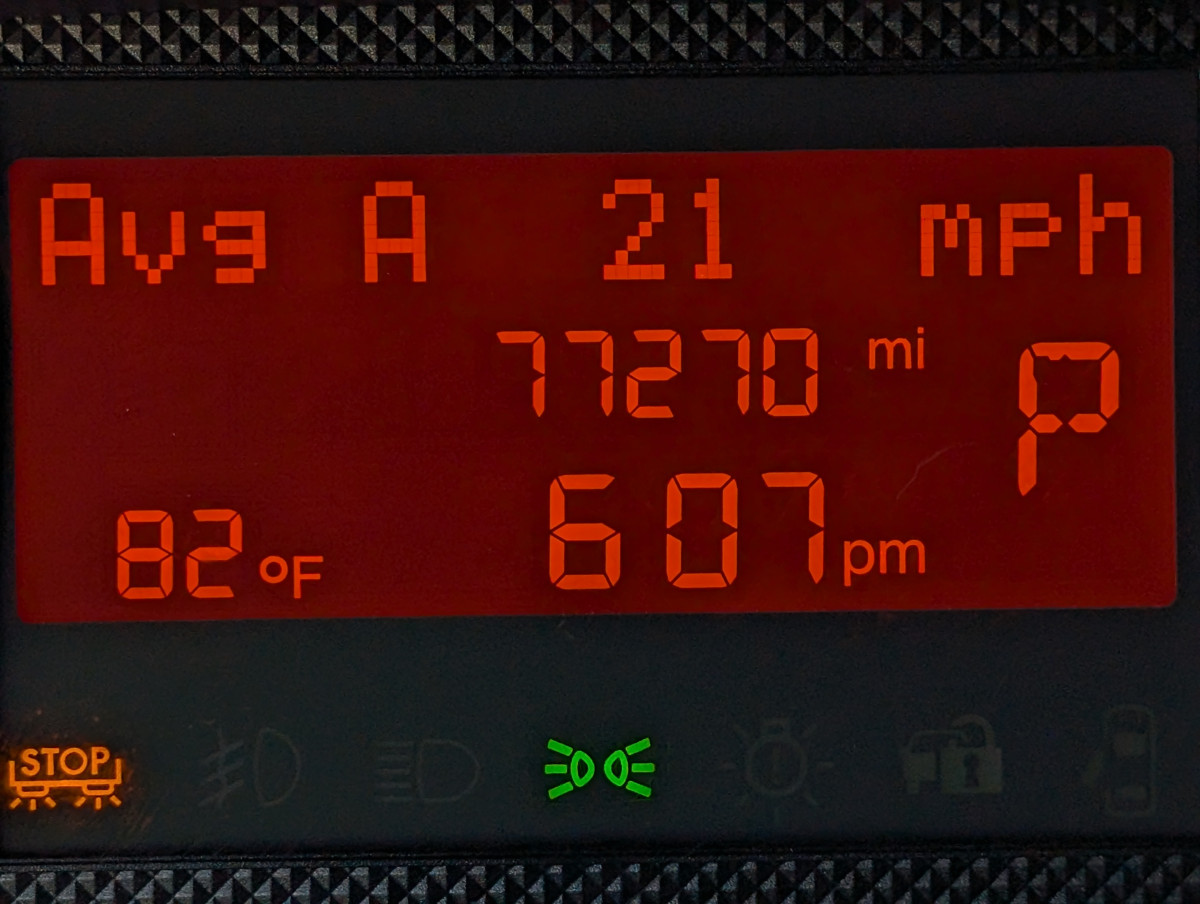 Avg A 21 mph
77270 mi
P
82 °F 607 pm
STOP